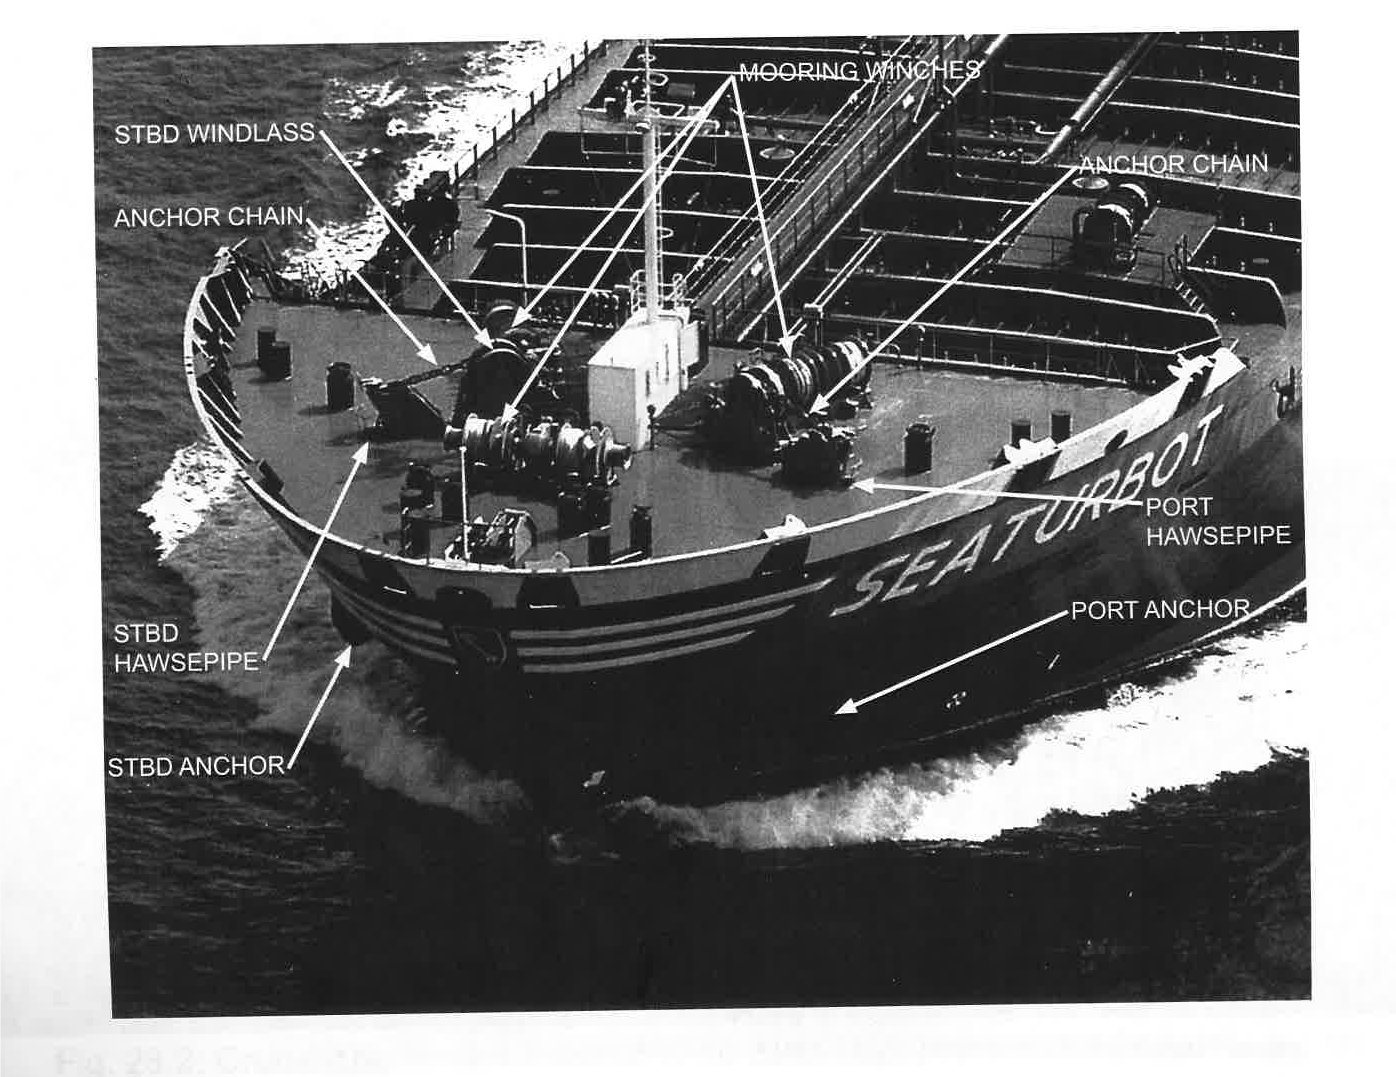 MOORING WINCHES
STBD WINDLASS
ANCHOR CHAIN
ANCHOR CHAIN
SEATURBOT
PORT
HAWSEPIPE
PORT ANCHOR
STBD
HAWSEPIPE
STBD ANCHOR